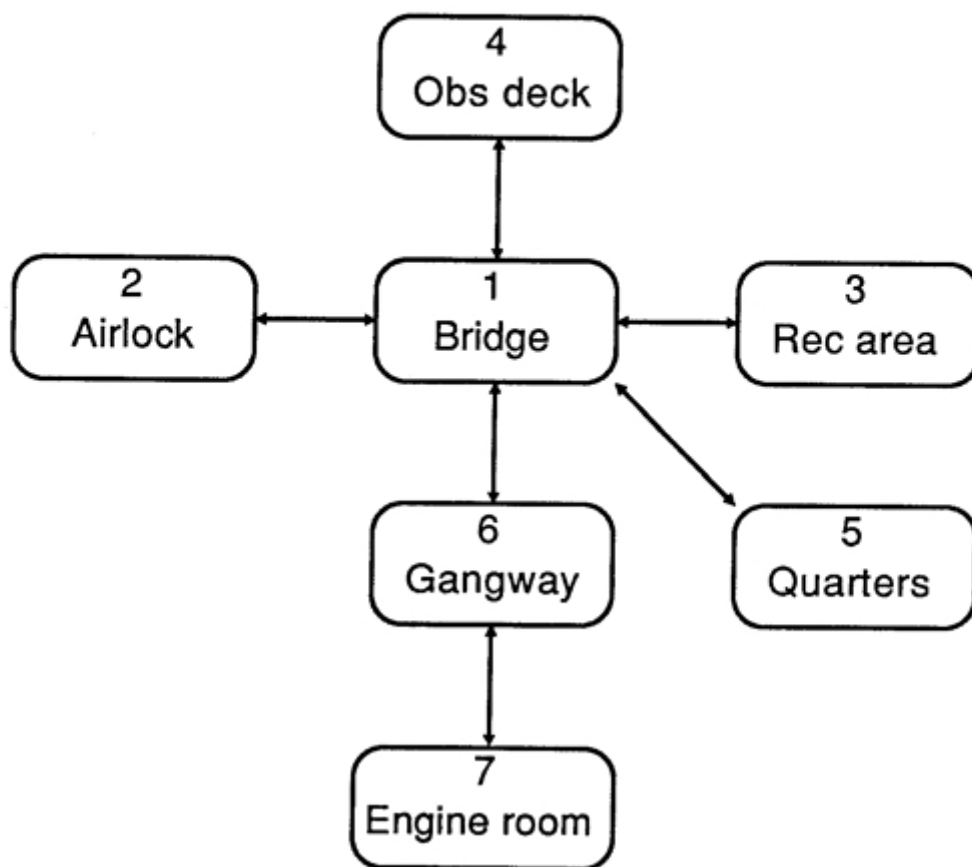 4
Obs deck
2
Airlock
1
Bridge
3
Rec area
6
Gangway
5
Quarters
7
Engine room